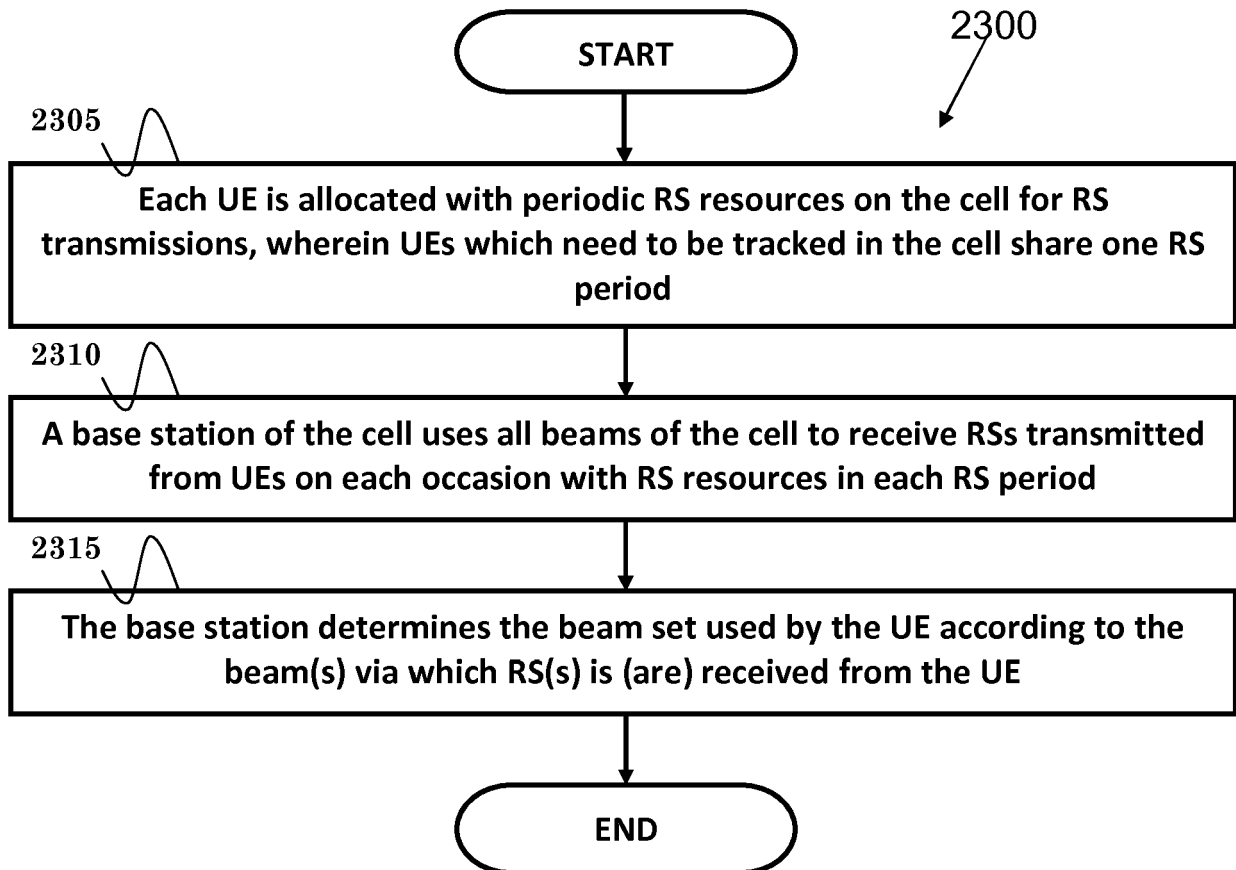 START
2300
2305
Each UE is allocated with periodic RS resources on the cell for RS
transmissions, wherein UEs which need to be tracked in the cell share one RS
period
2310
A base station of the cell uses all beams of the cell to receive RSs transmitted
from UEs on each occasion with RS resources in each RS period
2315
The base station determines the beam set used by the UE according to the
beam(s) via which RS(s) is (are) received from the UE
END